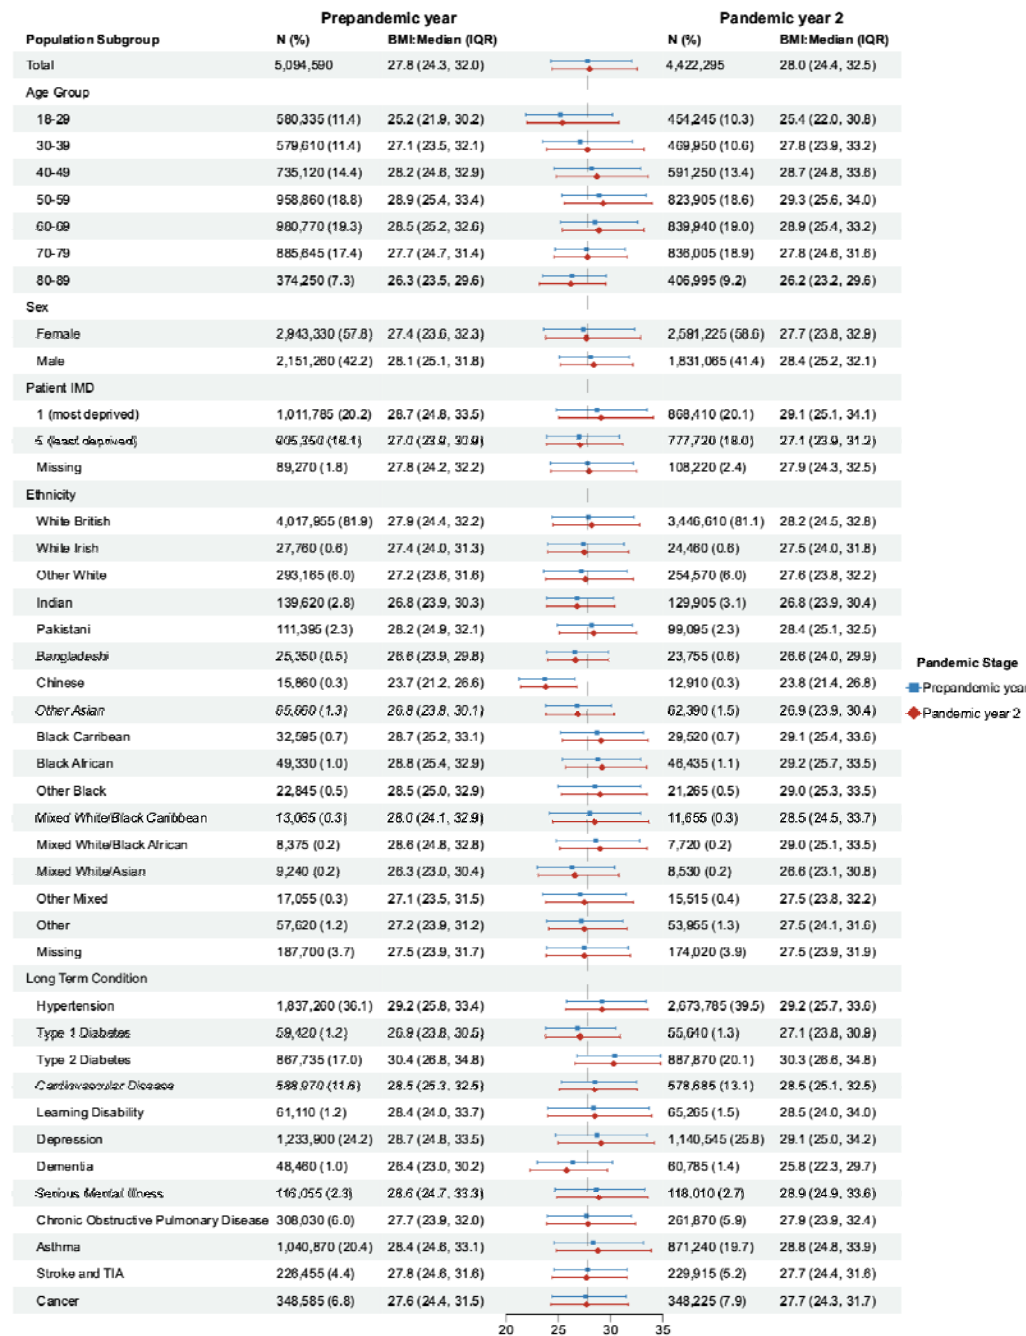 Prepandemic year Pandemic year 2
Population Subgroup N (%) BMI:Median (IQR) N (%) BMI:Median (IQR)
Total 5,094,590 27.8 (24.3, 32.0) 4,422,295 28.0 (24.4, 32.5)
Age Group
18-29 580,335 (11.4) 25.2 (21.9, 30.2) 454,245 (10.3) 25.4 (22.0, 30.8)
30-39 579,610 (11.4) 27.1 (23.5, 32.1) 469,950 (10.6) 27.8 (23.9, 33.2)
40-49 735,120 (14.4) 28.2 (24.6, 32.9) 591,250 (13.4) 28.7 (24.8, 33.6)
50-59 958,860 (18.8) 28.9 (25.4, 33.4) 823,905 (18.6) 29.3 (25.6, 34.0)
60-69 980,770 (19.3) 28.5 (25.2, 32.6) 839,940 (19.0) 28.9 (25.4, 33.2)
70-79 885,645 (17.4) 27.7 (24.7, 31.4) 836,005 (18.9) 27.8 (24.6, 31.6)
80-89 374,250 (7.3) 26.3 (23.5, 29.6) 406,995 (9.2) 26.2 (23.2, 29.6)
Sex
Female 2,943,330 (57.8) 27.4 (23.6, 32.3) 2,591,225 (58.6) 27.7 (23.8, 32.9)
Male 2,151,260 (42.2) 28.1 (25.1, 31.8) 1,831,065 (41.4) 28.4 (25.2, 32.1)
Patient IMD
1 (most deprived) 1,011,785 (20.2) 28.7 (24.8, 33.5) 868,410 (20.1) 29.1 (25.1, 34.1)
5 (least deprived) 905,350 (18.1) 27.0 (23.9, 30.9) 777,720 (18.0) 27.1 (23.9, 31.2)
Missing 89,270 (1.8) 27.8 (24.2, 32.2) 108,220 (2.4) 27.9 (24.3, 32.5)
Ethnicity
White British 4,017,955 (81.9) 27.9 (24.4, 32.2) 3,446,610 (81.1) 28.2 (24.5, 32.8)
White Irish 27,760 (0.6) 27.4 (24.0, 31.3) 24,460 (0.6) 27.5 (24.0, 31.8)
Other White 293,165 (6.0) 27.2 (23.6, 31.6) 254,570 (6.0) 27.6 (23.8, 32.2)
Indian 139,620 (2.8) 26.8 (23.9, 30.3) 129,905 (3.1) 26.8 (23.9, 30.4)
Pakistani 111,395 (2.3) 28.2 (24.9, 32.1) 99,095 (2.3) 28.4 (25.1, 32.5)
Bangladeshi 25,350 (0.5) 26.6 (23.9, 29.8) 23,755 (0.6) 26.6 (24.0, 29.9)
Chinese 15,860 (0.3) 23.7 (21.2, 26.6) 12,910 (0.3) 23.8 (21.4, 26.8)
Other Asian 65,660 (1.3) 26.8 (23.8, 30.1) 62,390 (1.5) 26.9 (23.9, 30.4)
Black Carribean 32,595 (0.7) 28.7 (25.2, 33.1) 29,520 (0.7) 29.1 (25.4, 33.6)
Black African 49,330 (1.0) 28.8 (25.4, 32.9) 46,435 (1.1) 29.2 (25.7, 33.5)
Other Black 22,845 (0.5) 28.5 (25.0, 32.9) 21,265 (0.5) 29.0 (25.3, 33.5)
Mixed White/Black Caribbean 13,065 (0.3) 28.0 (24.1, 32.9) 11,655 (0.3) 28.5 (24.5, 33.7)
Mixed White/Black African 8,375 (0.2) 28.6 (24.8, 32.8) 7,720 (0.2) 29.0 (25.1, 33.5)
Mixed White/Asian 9,240 (0.2) 26.3 (23.0, 30.4) 8,530 (0.2) 26.6 (23.1, 30.8)
Other Mixed 17,055 (0.3) 27.1 (23.5, 31.5) 15,515 (0.4) 27.5 (23.8, 32.2)
Other 57,620 (1.2) 27.2 (23.9, 31.2) 53,955 (1.3) 27.5 (24.1, 31.6)
Missing 187,700 (3.7) 27.5 (23.9, 31.7) 174,020 (3.9) 27.5 (23.9, 31.9)
Long Term Condition
Hypertension 1,837,260 (36.1) 29.2 (25.8, 33.4) 2,673,785 (39.5) 29.2 (25.7, 33.6)
Type 1 Diabetes 59,420 (1.2) 26.9 (23.8, 30.5) 55,640 (1.3) 27.1 (23.8, 30.9)
Type 2 Diabetes 867,735 (17.0) 30.4 (26.8, 34.8) 887,870 (20.1) 30.3 (26.6, 34.8)
Cardiovascular Disease 588,970 (11.6) 28.5 (25.3, 32.5) 578,685 (13.1) 28.5 (25.1, 32.5)
Learning Disability 61,110 (1.2) 28.4 (24.0, 33.7) 65,265 (1.5) 28.5 (24.0, 34.0)
Depression 1,233,900 (24.2) 28.7 (24.8, 33.5) 1,140,545 (25.8) 29.1 (25.0, 34.2)
Dementia 48,460 (1.0) 26.4 (23.0, 30.2) 60,785 (1.4) 25.8 (22.3, 29.7)
Serious Mental Illness 116,055 (2.3) 28.6 (24.7, 33.3) 118,010 (2.7) 28.9 (24.9, 33.6)
Chronic Obstructive Pulmonary Disease 308,030 (6.0) 27.7 (23.9, 32.0) 261,870 (5.9) 27.9 (23.9, 32.4)
Asthma 1,040,870 (20.4) 28.4 (24.6, 33.1) 871,240 (19.7) 28.8 (24.8, 33.9)
Stroke and TIA 226,455 (4.4) 27.8 (24.6, 31.6) 229,915 (5.2) 27.7 (24.4, 31.6)
Cancer 348,585 (6.8) 27.6 (24.4, 31.5) 348,225 (7.9) 27.7 (24.3, 31.7)
20 25 30 35
Pandemic Stage
Prepandemic year
Pandemic year 2